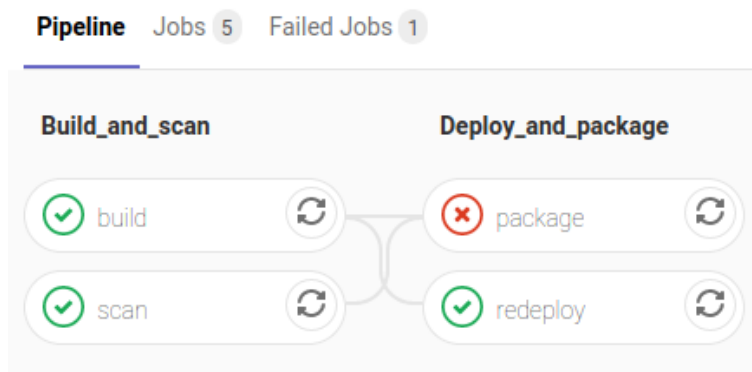 Pipeline Jobs 5 Failed Jobs 1
Build_and_scan Deploy_and_package
build package
scan redeploy